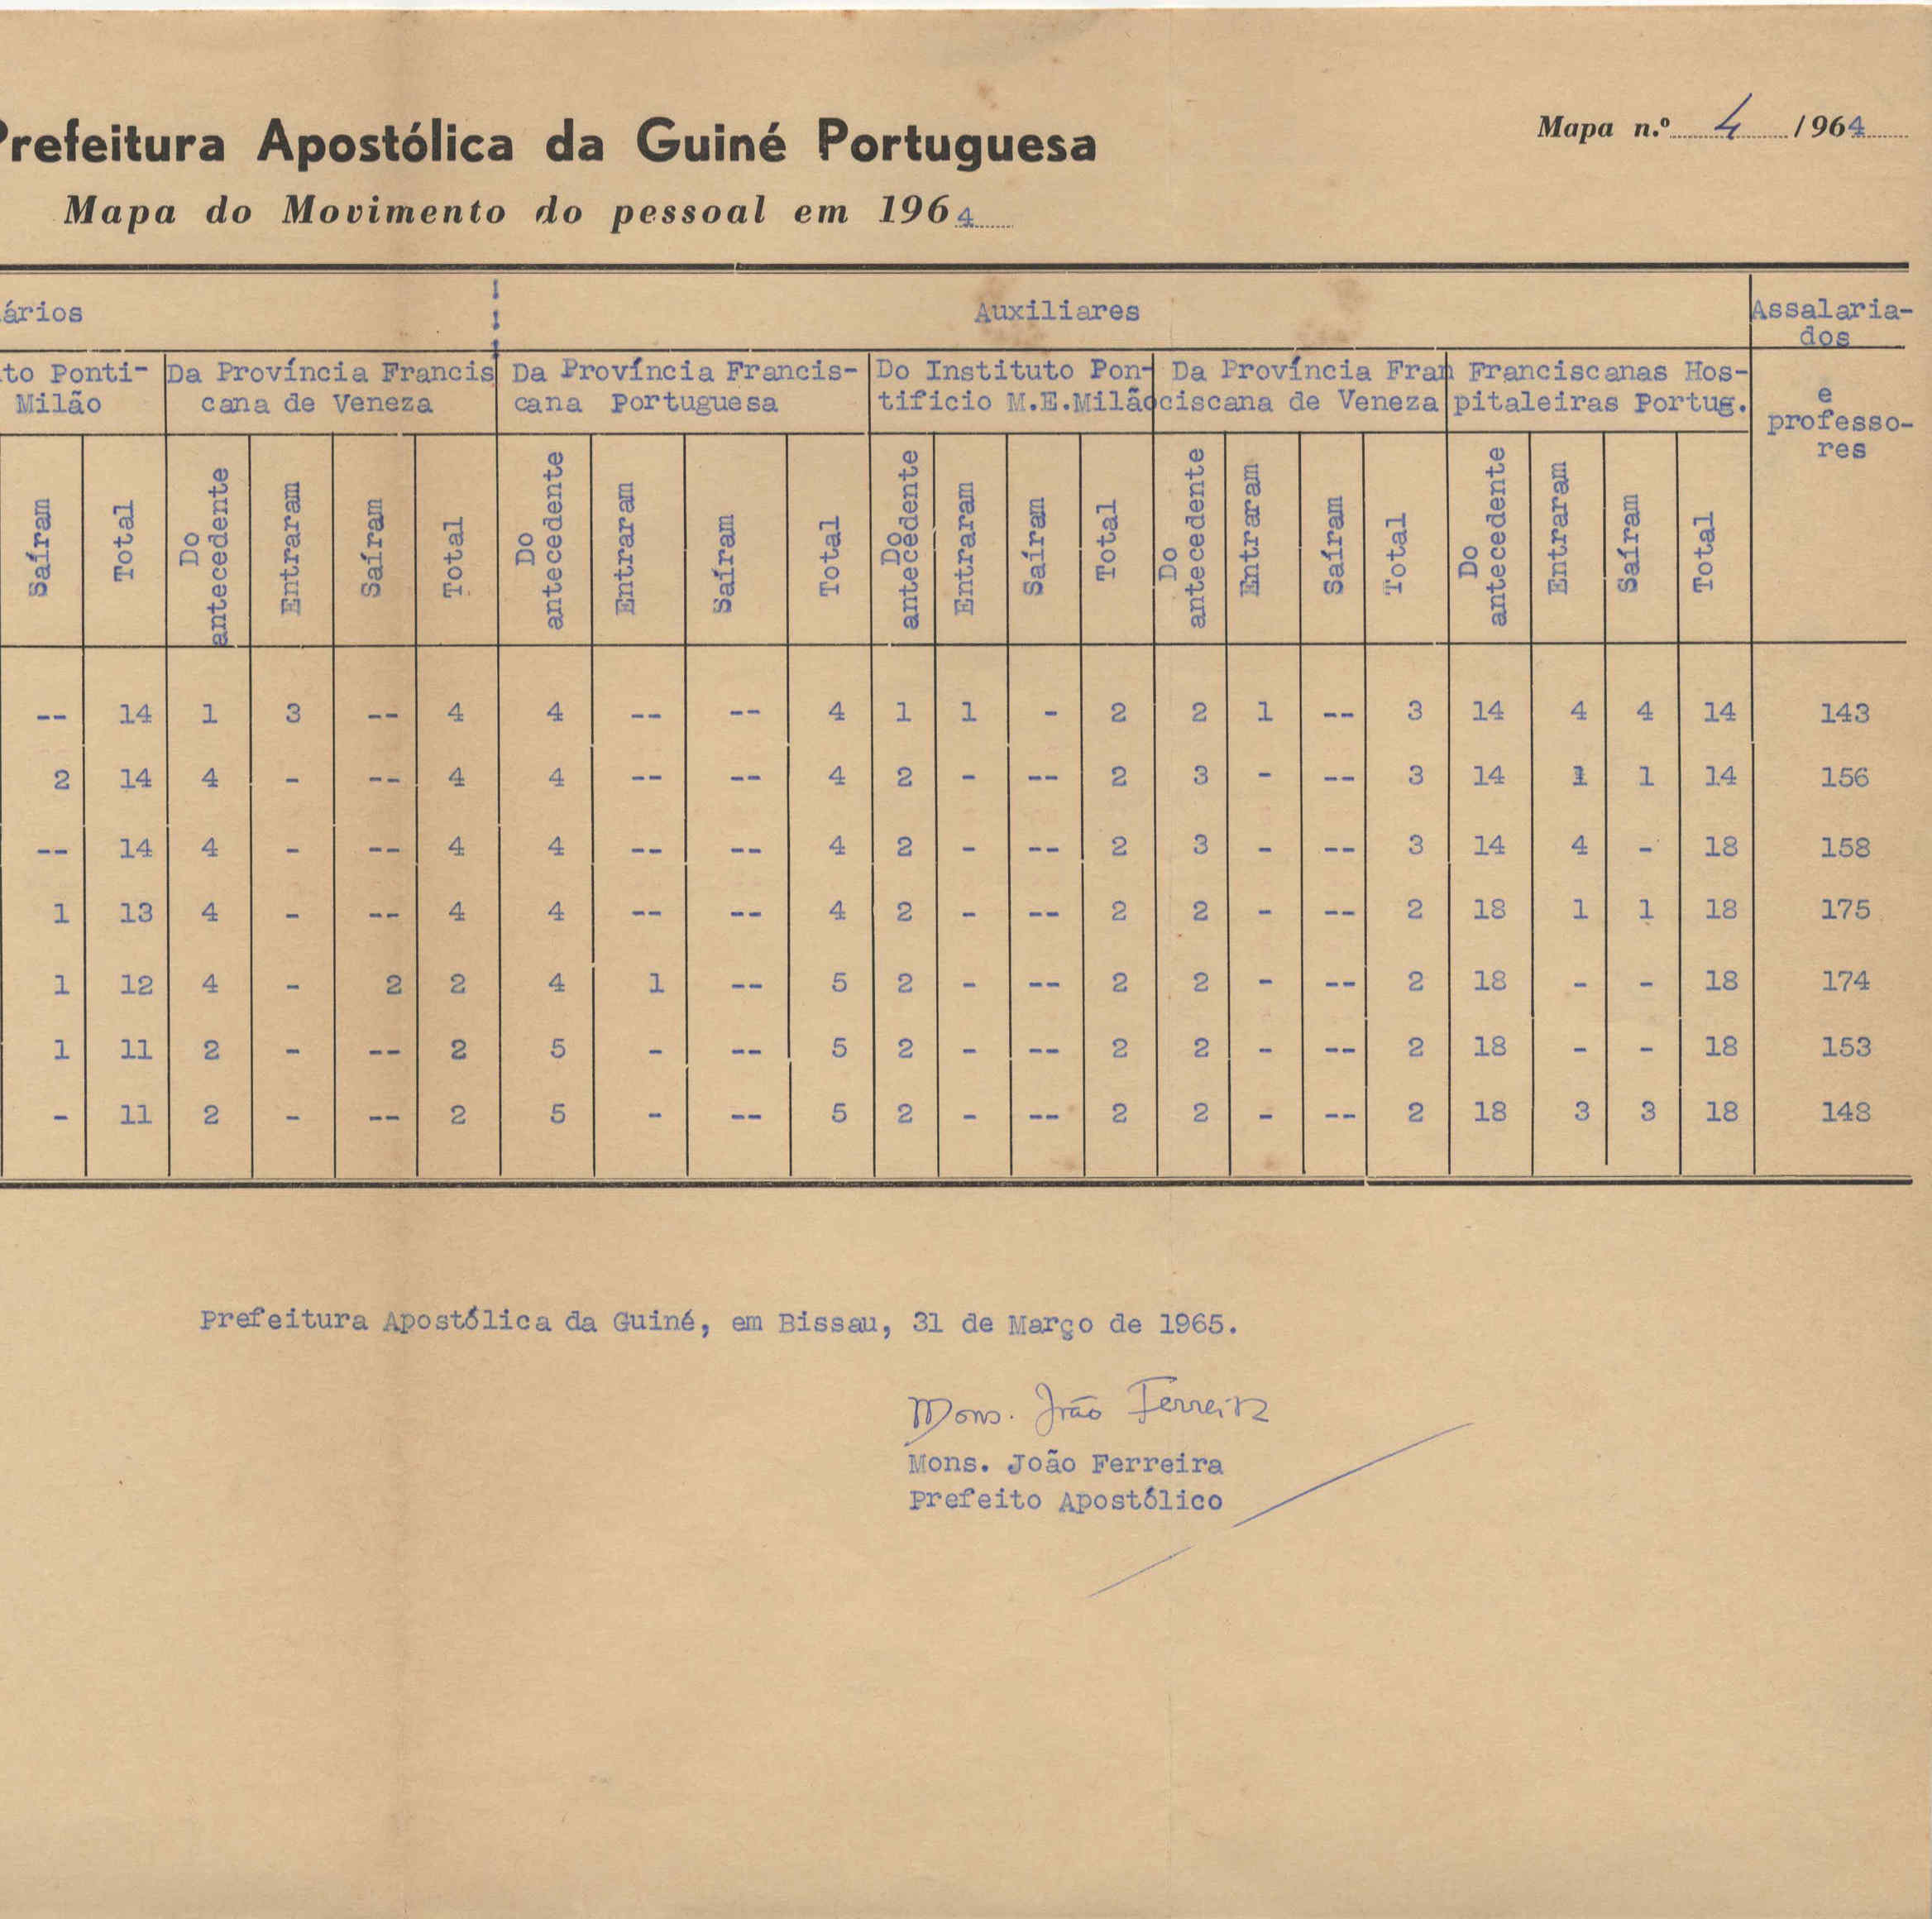 Prefeitura Apostólica da Guiné Portuguesa
Mapa n.º 4 /964
Mapa do Movimento do pessoal em 1964
ários
Auxiliares
Assalaria-
dos
e
professo-
res
to Ponti-
Milão
Da Província Francis
cana de Veneza
Da Província Francis-
cana Portuguesa
Do Instituto Pon-
tificio M.E.Milão
Da Província Fran
ciscana de Veneza
Franciscanas Hos-
pitaleiras Portug.
Saíram Total Do antecedente Entraram Saíram Total Do antecedente Entraram Saíram Total Do antecedente Entraram Saíram Total Do antecedente Entraram Saíram Total Do antecedente Entraram Saíram Total
-- 14 1 3 -- 4 4 -- -- 4 1 1 - 2 2 1 -- 3 14 4 4 14 143
2 14 4 - -- 4 4 -- -- 4 2 - -- 2 3 - -- 3 14 1 1 14 156
-- 14 4 - -- 4 4 -- -- 4 2 - -- 2 3 - -- 3 14 4 - 18 158
1 13 4 - -- 4 4 -- -- 4 2 - -- 2 2 - -- 2 18 1 1 18 175
1 12 4 - 2 2 4 1 -- 5 2 - -- 2 2 - -- 2 18 - - 18 174
1 11 2 - -- 2 5 - -- 5 2 - -- 2 2 - -- 2 18 - - 18 153
- 11 2 - -- 2 5 - -- 5 2 - -- 2 2 - -- 2 18 3 3 18 148
Prefeitura Apostólica da Guiné, em Bissau, 31 de Março de 1965.
Mons. João Ferreira
Mons. João Ferreira
Prefeito Apostólico